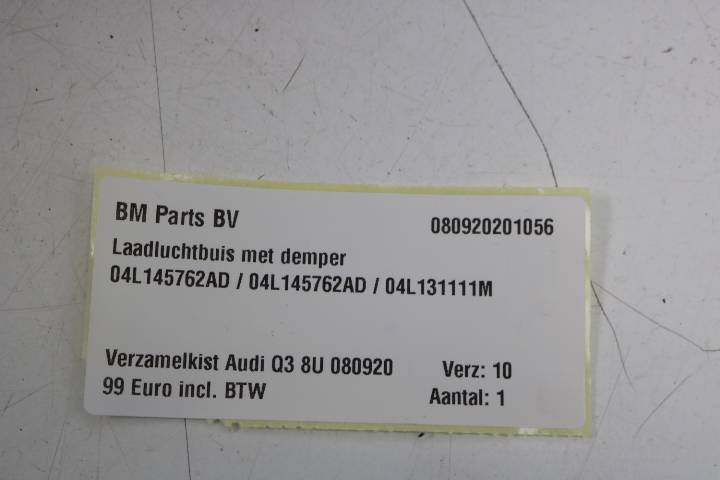 BM Parts BV 080920201056
Laadluchtbuis met demper
04L145762AD / 04L145762AD / 04L131111M
Verzamelkist Audi Q3 8U 080920 Verz: 10
99 Euro incl. BTW Aantal: 1